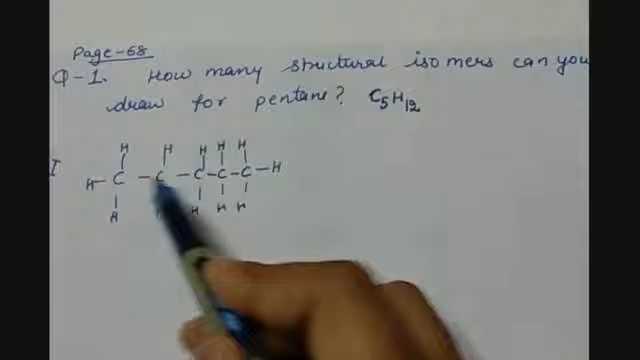 Page-68
Q-1. How many structural isomers can you
draw for pentane? C5H12
I
H H H H H
H- C - C - C - C - C - H
H H H H